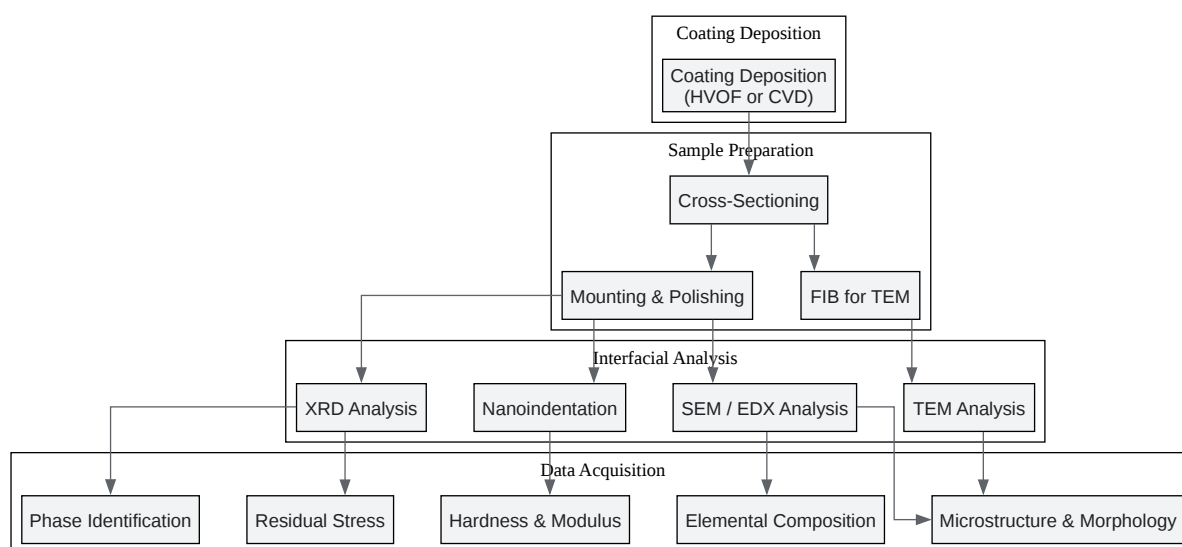 Coating Deposition
Coating Deposition
(HVOF or CVD)
Sample Preparation
Cross-Sectioning
Mounting & Polishing
FIB for TEM
Interfacial Analysis
XRD Analysis
Nanoindentation
SEM / EDX Analysis
TEM Analysis
Data Acquisition
Phase Identification
Residual Stress
Hardness & Modulus
Elemental Composition
Microstructure & Morphology